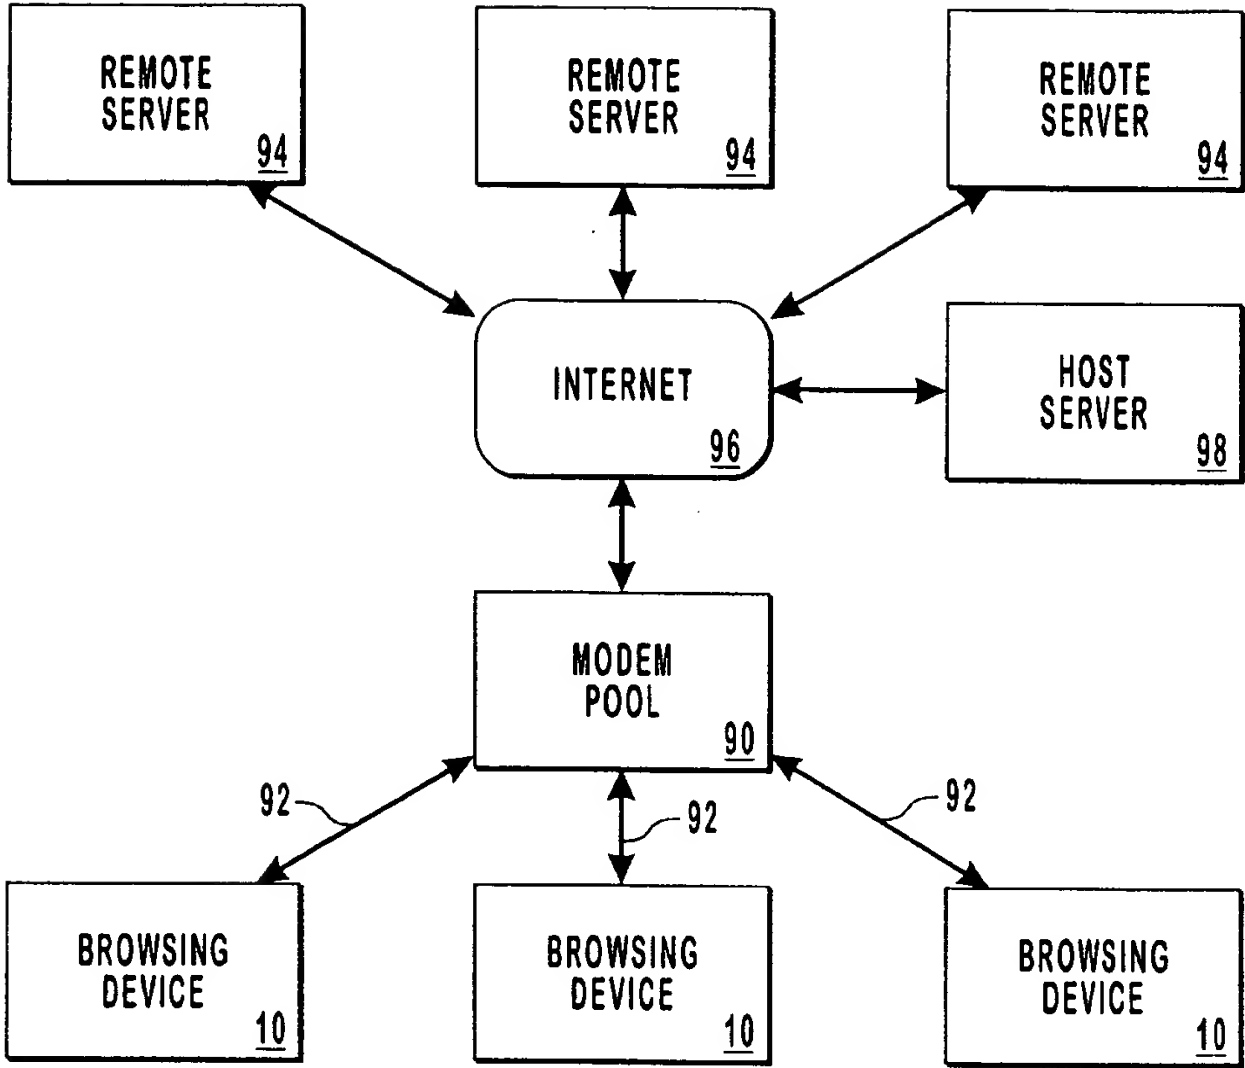 REMOTE
SERVER
94
REMOTE
SERVER
94
REMOTE
SERVER
94
INTERNET
96
HOST
SERVER
98
MODEM
POOL
90
92
92
92
BROWSING
DEVICE
10
BROWSING
DEVICE
10
BROWSING
DEVICE
10